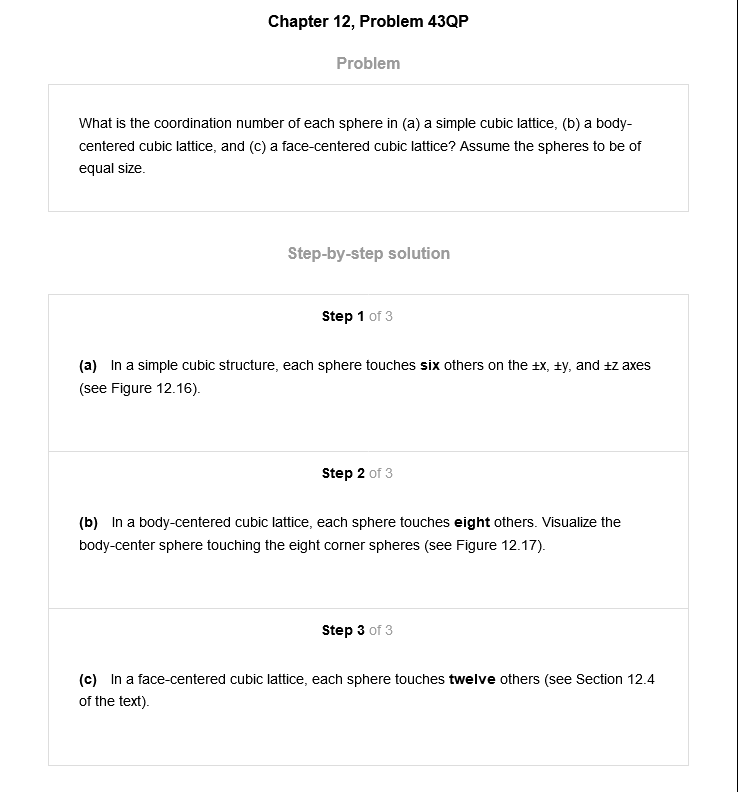 Chapter 12, Problem 43QP
Problem
What is the coordination number of each sphere in (a) a simple cubic lattice, (b) a body-
centered cubic lattice, and (c) a face-centered cubic lattice? Assume the spheres to be of
equal size.
Step-by-step solution
Step 1 of 3
(a) In a simple cubic structure, each sphere touches six others on the ±x, ±y, and ±z axes
(see Figure 12.16).
Step 2 of 3
(b) In a body-centered cubic lattice, each sphere touches eight others. Visualize the
body-center sphere touching the eight corner spheres (see Figure 12.17).
Step 3 of 3
(c) In a face-centered cubic lattice, each sphere touches twelve others (see Section 12.4
of the text).